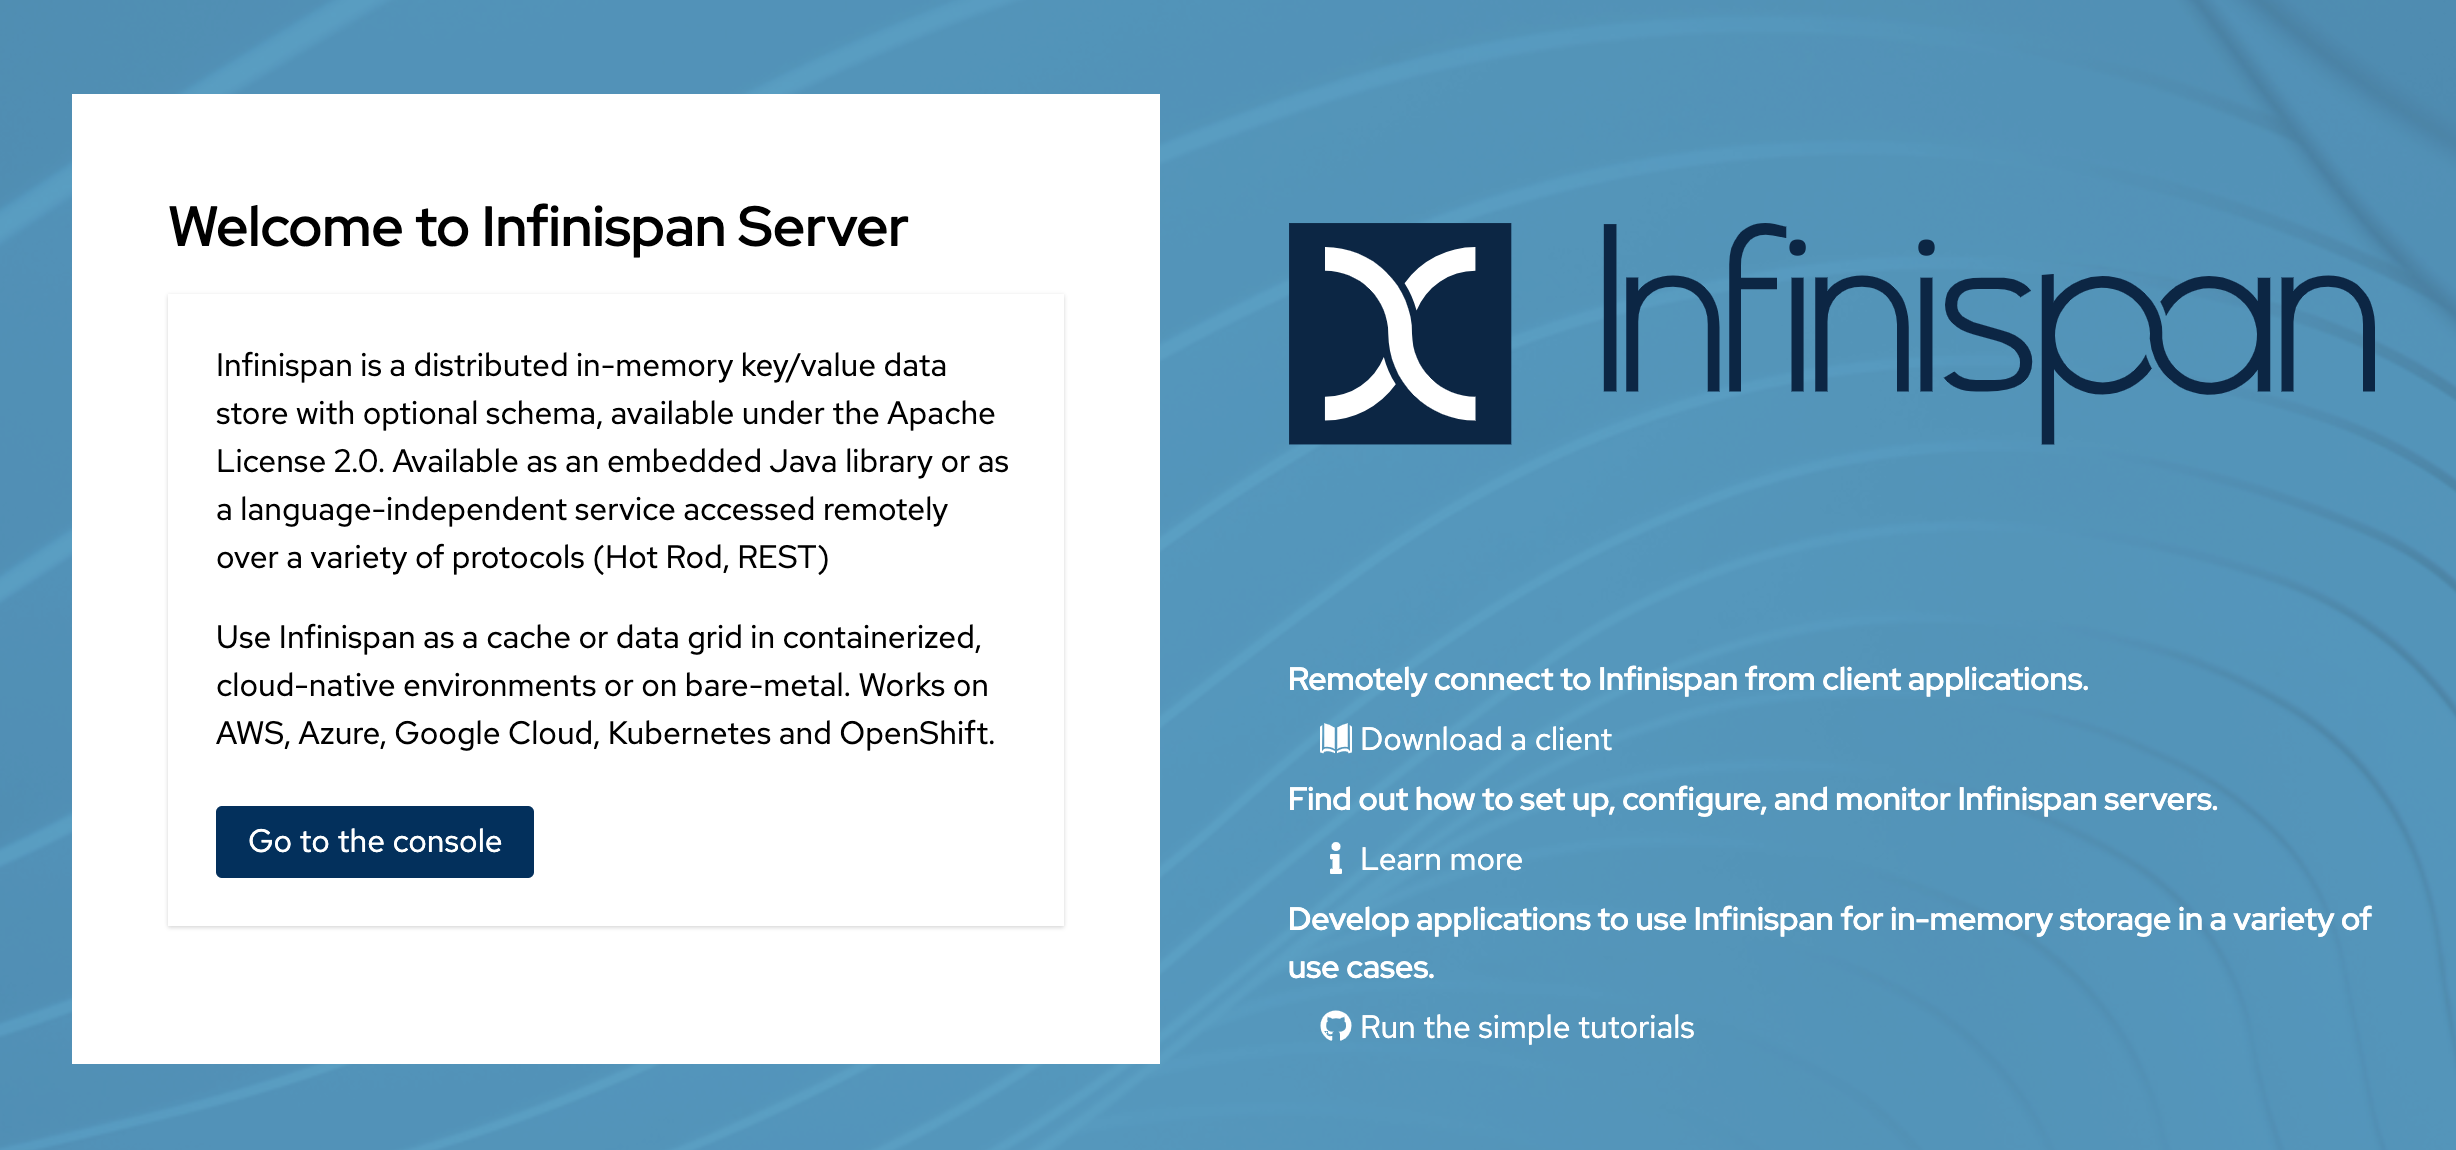 Welcome to Infinispan Server
Infinispan is a distributed in-memory key/value data
store with optional schema, available under the Apache
License 2.0. Available as an embedded Java library or as
a language-independent service accessed remotely
over a variety of protocols (Hot Rod, REST)
Use Infinispan as a cache or data grid in containerized,
cloud-native environments or on bare-metal. Works on
AWS, Azure, Google Cloud, Kubernetes and OpenShift.
Go to the console
Infinispan
Remotely connect to Infinispan from client applications.
Download a client
Find out how to set up, configure, and monitor Infinispan servers.
Learn more
Develop applications to use Infinispan for in-memory storage in a variety of
use cases.
Run the simple tutorials